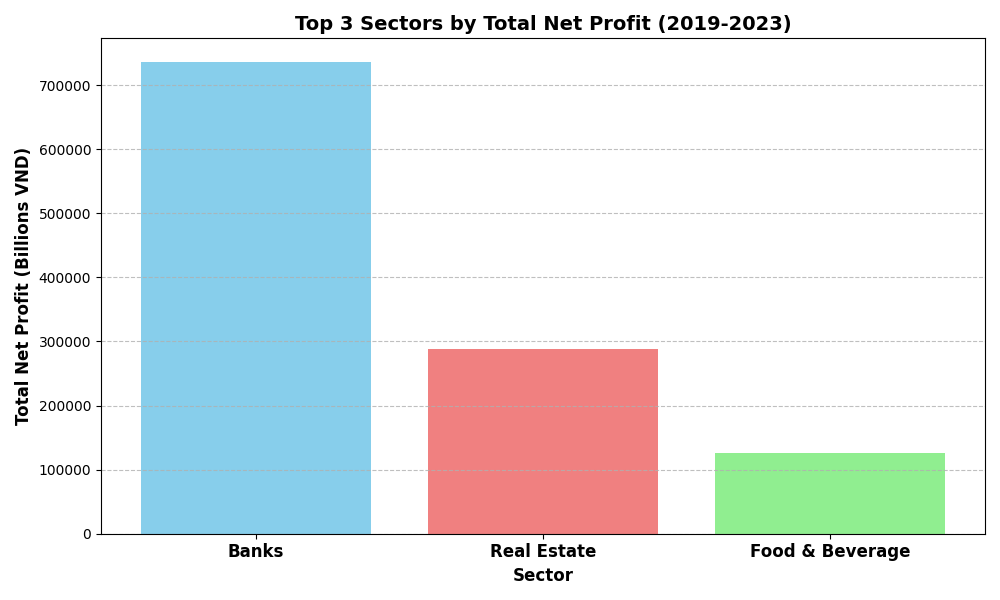 Top 3 Sectors by Total Net Profit (2019-2023)
Total Net Profit (Billions VND)
700000
600000
500000
400000
300000
200000
100000
0
Banks
Real Estate
Food & Beverage
Sector